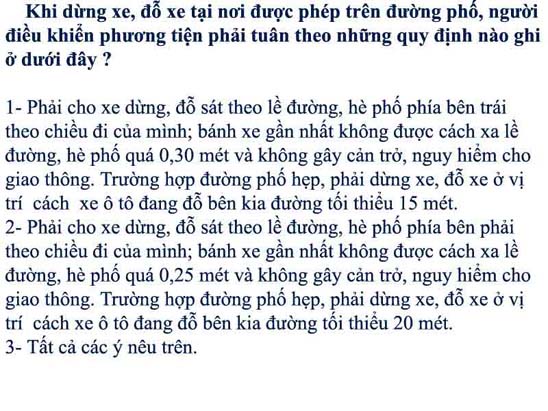 Khi dừng xe, đỗ xe tại nơi được phép trên đường phố, người
điều khiển phương tiện phải tuân theo những quy định nào ghi
ở dưới đây ?
1- Phải cho xe dừng, đỗ sát theo lề đường, hè phố phía bên trái
theo chiều đi của mình; bánh xe gần nhất không được cách xa lề
đường, hè phố quá 0,30 mét và không gây cản trở, nguy hiểm cho
giao thông. Trường hợp đường phố hẹp, phải dừng xe, đỗ xe ở vị
trí cách xe ô tô đang đỗ bên kia đường tối thiểu 15 mét.
2- Phải cho xe dừng, đỗ sát theo lề đường, hè phố phía bên phải
theo chiều đi của mình; bánh xe gần nhất không được cách xa lề
đường, hè phố quá 0,25 mét và không gây cản trở, nguy hiểm cho
giao thông. Trường hợp đường phố hẹp, phải dừng xe, đỗ xe ở vị
trí cách xe ô tô đang đỗ bên kia đường tối thiểu 20 mét.
3- Tất cả các ý nêu trên.